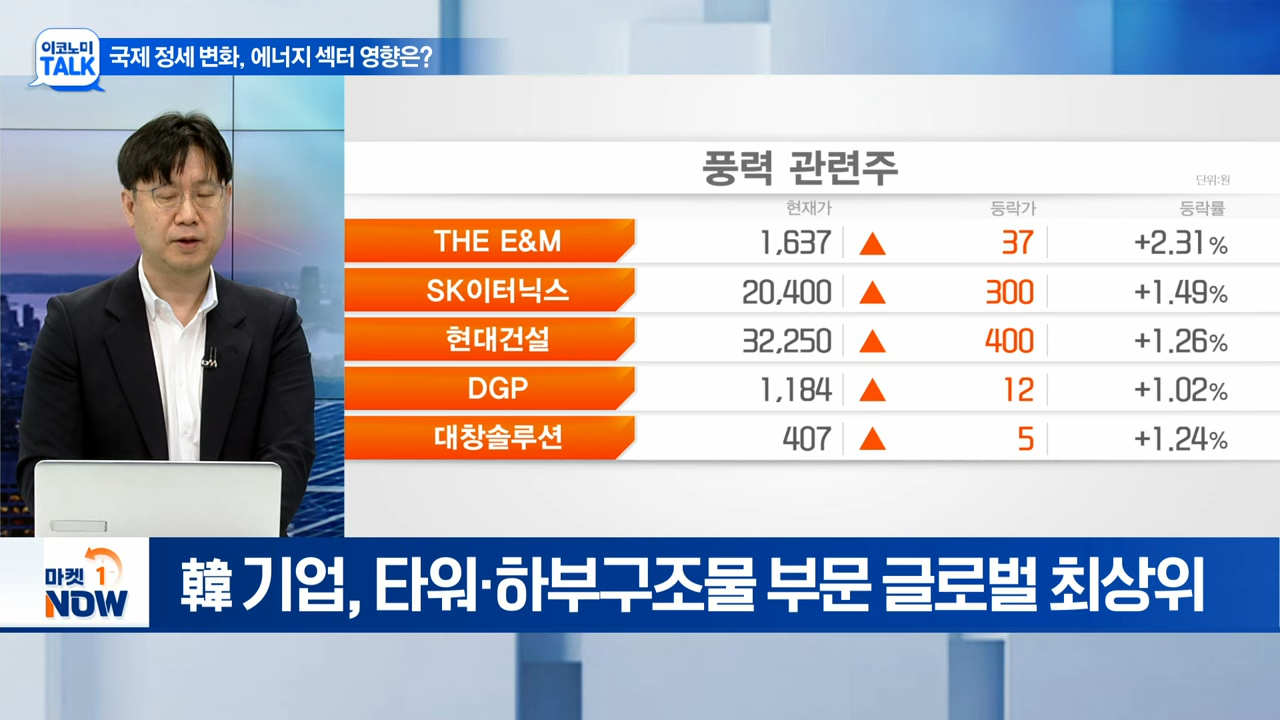 이코노미
TALK
국제 정세 변화, 에너지 섹터 영향은?
풍력 관련주
단위:원
현재가 등락가 등락률
THE E&M 1,637 ▲ 37 +2.31%
SK이터닉스 20,400 ▲ 300 +1.49%
현대건설 32,250 ▲ 400 +1.26%
DGP 1,184 ▲ 12 +1.02%
대창솔루션 407 ▲ 5 +1.24%
마켓 1
NOW
韓 기업, 타워·하부구조물 부문 글로벌 최상위